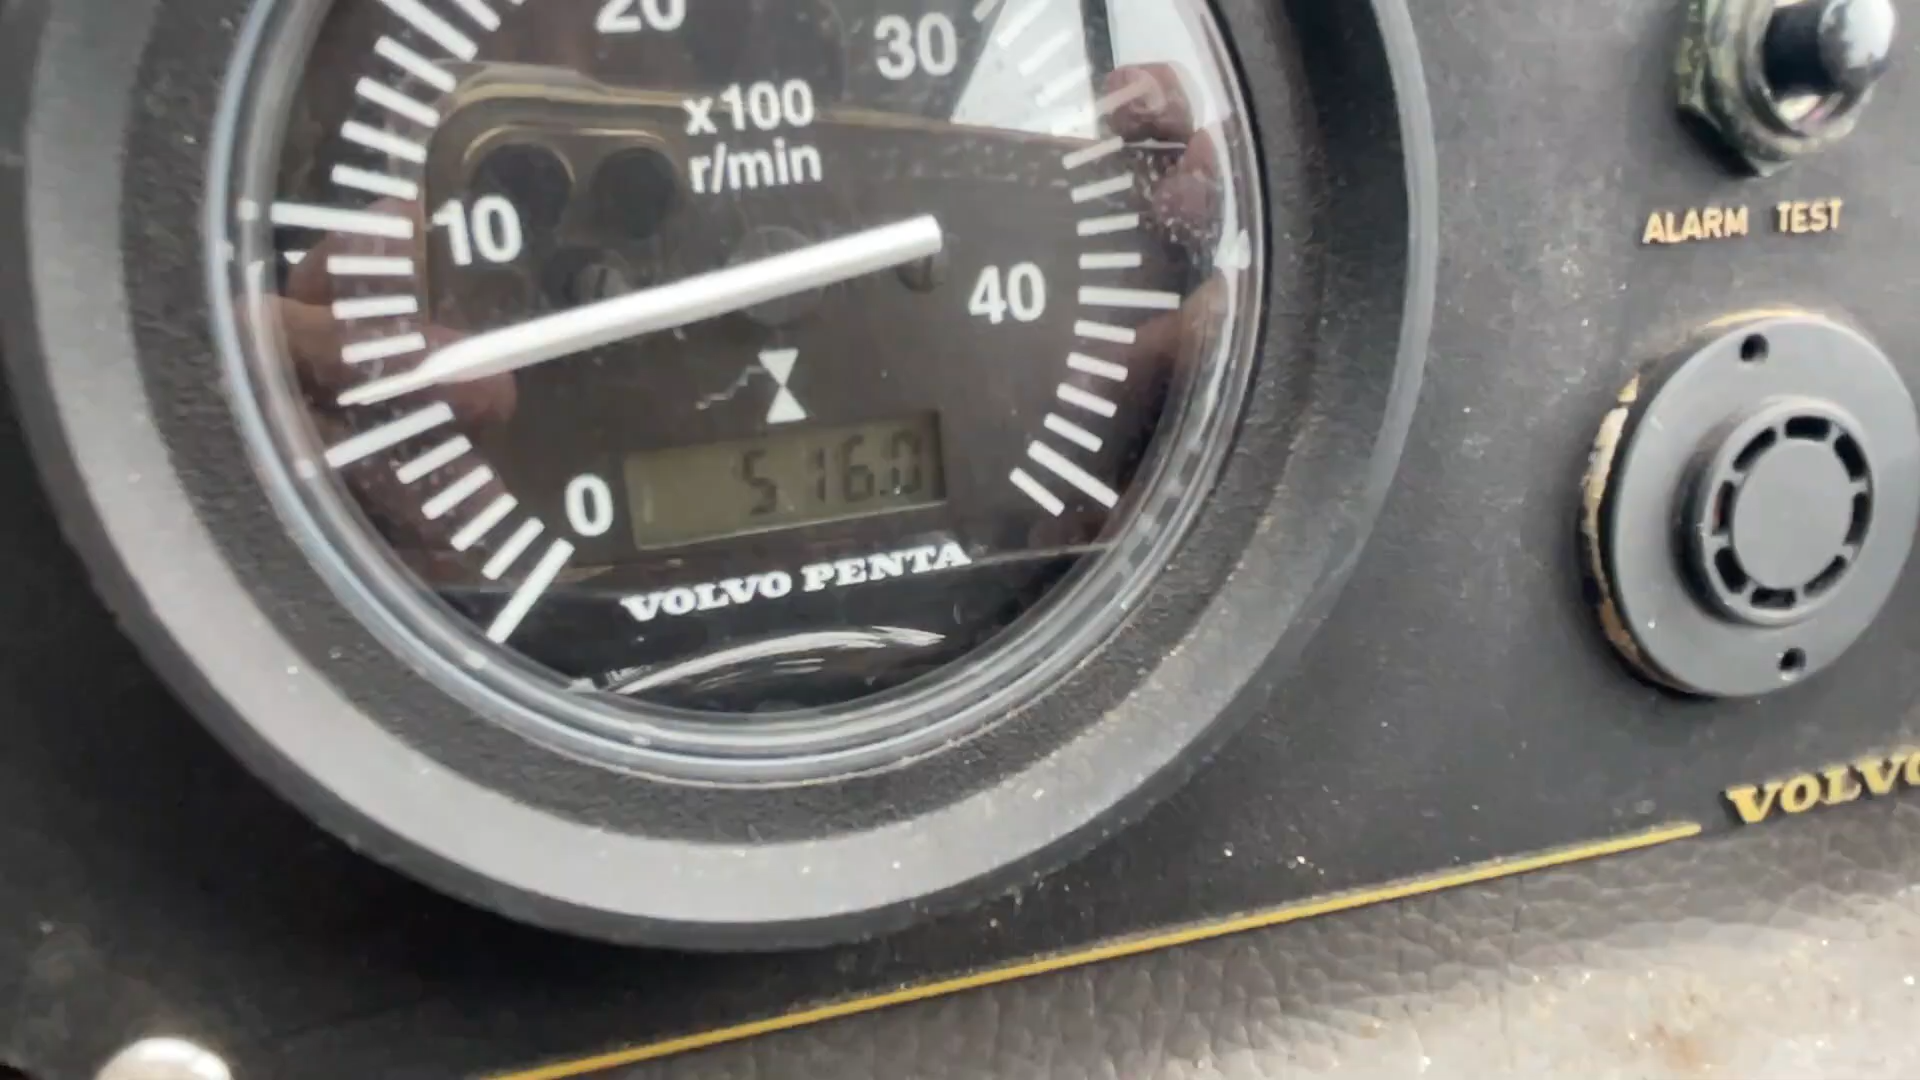 20
30
x100
r/min
10
40
0
516.0
VOLVO PENTA
ALARM TEST
VOLVO